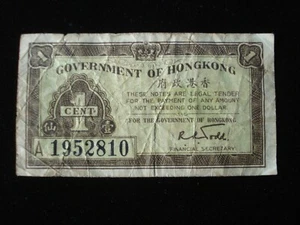 GOVERNMENT OF HONGKONG
府政港香
THESE NOTES ARE LEGAL TENDER
FOR THE PAYMENT OF ANY AMOUNT
NOT EXCEEDING ONE DOLLAR
CENT
FOR THE GOVERNMENT OF HONGKONG
A 1952810
FINANCIAL SECRETARY